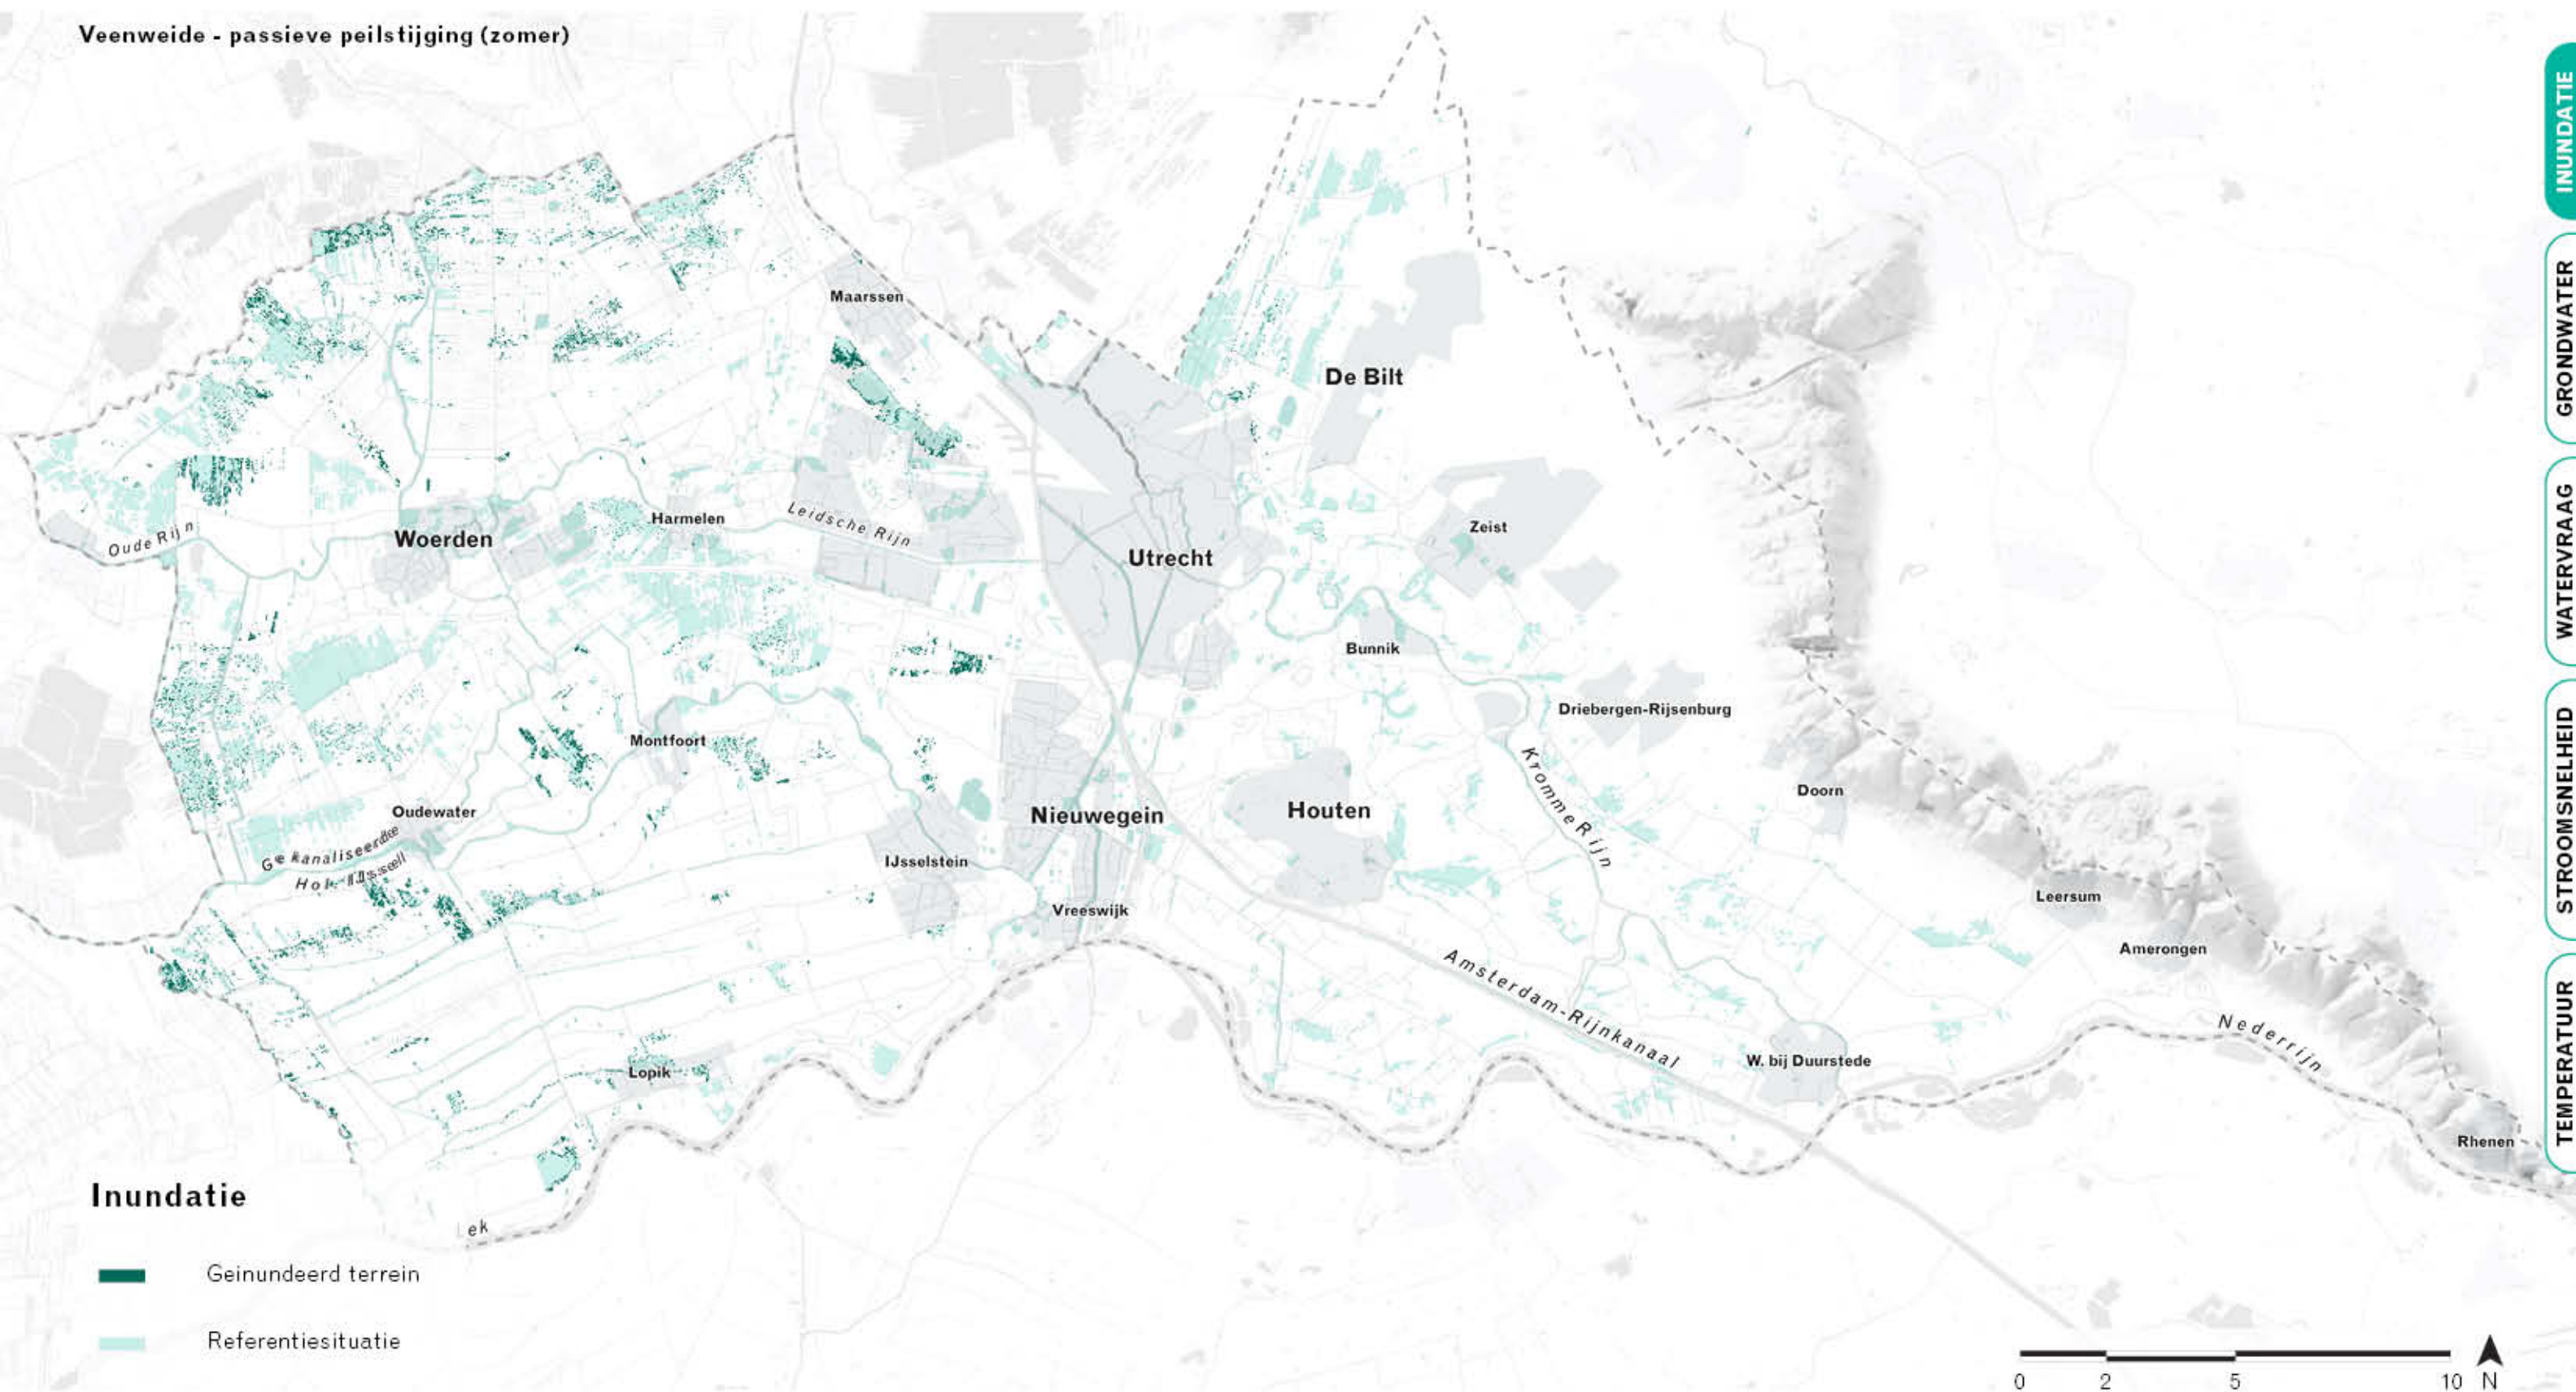 Veenweide - passieve peilstijging (zomer)
INUNDATIE
GRONDWATER
WATERVRAAG
STROOMSNELHEID
TEMPERATUUR
Maarssen
De Bilt
Oude Rijn
Woerden
Harmelen
Leidsche Rijn
Utrecht
Zeist
Bunnik
Driebergen-Rijsenburg
Montfoort
Oudewater
Gekanaliseerde
Hol. IJssel
IJsselstein
Nieuwegein
Houten
Kromme Rijn
Doorn
Vreeswijk
Leersum
Amerongen
Amsterdam-Rijnkanaal
W. bij Duurstede
Nederrijn
Lopik
Rhenen
Lek
Inundatie
Geinundeerd terrein
Referentiesituatie
0 2 5 10 N